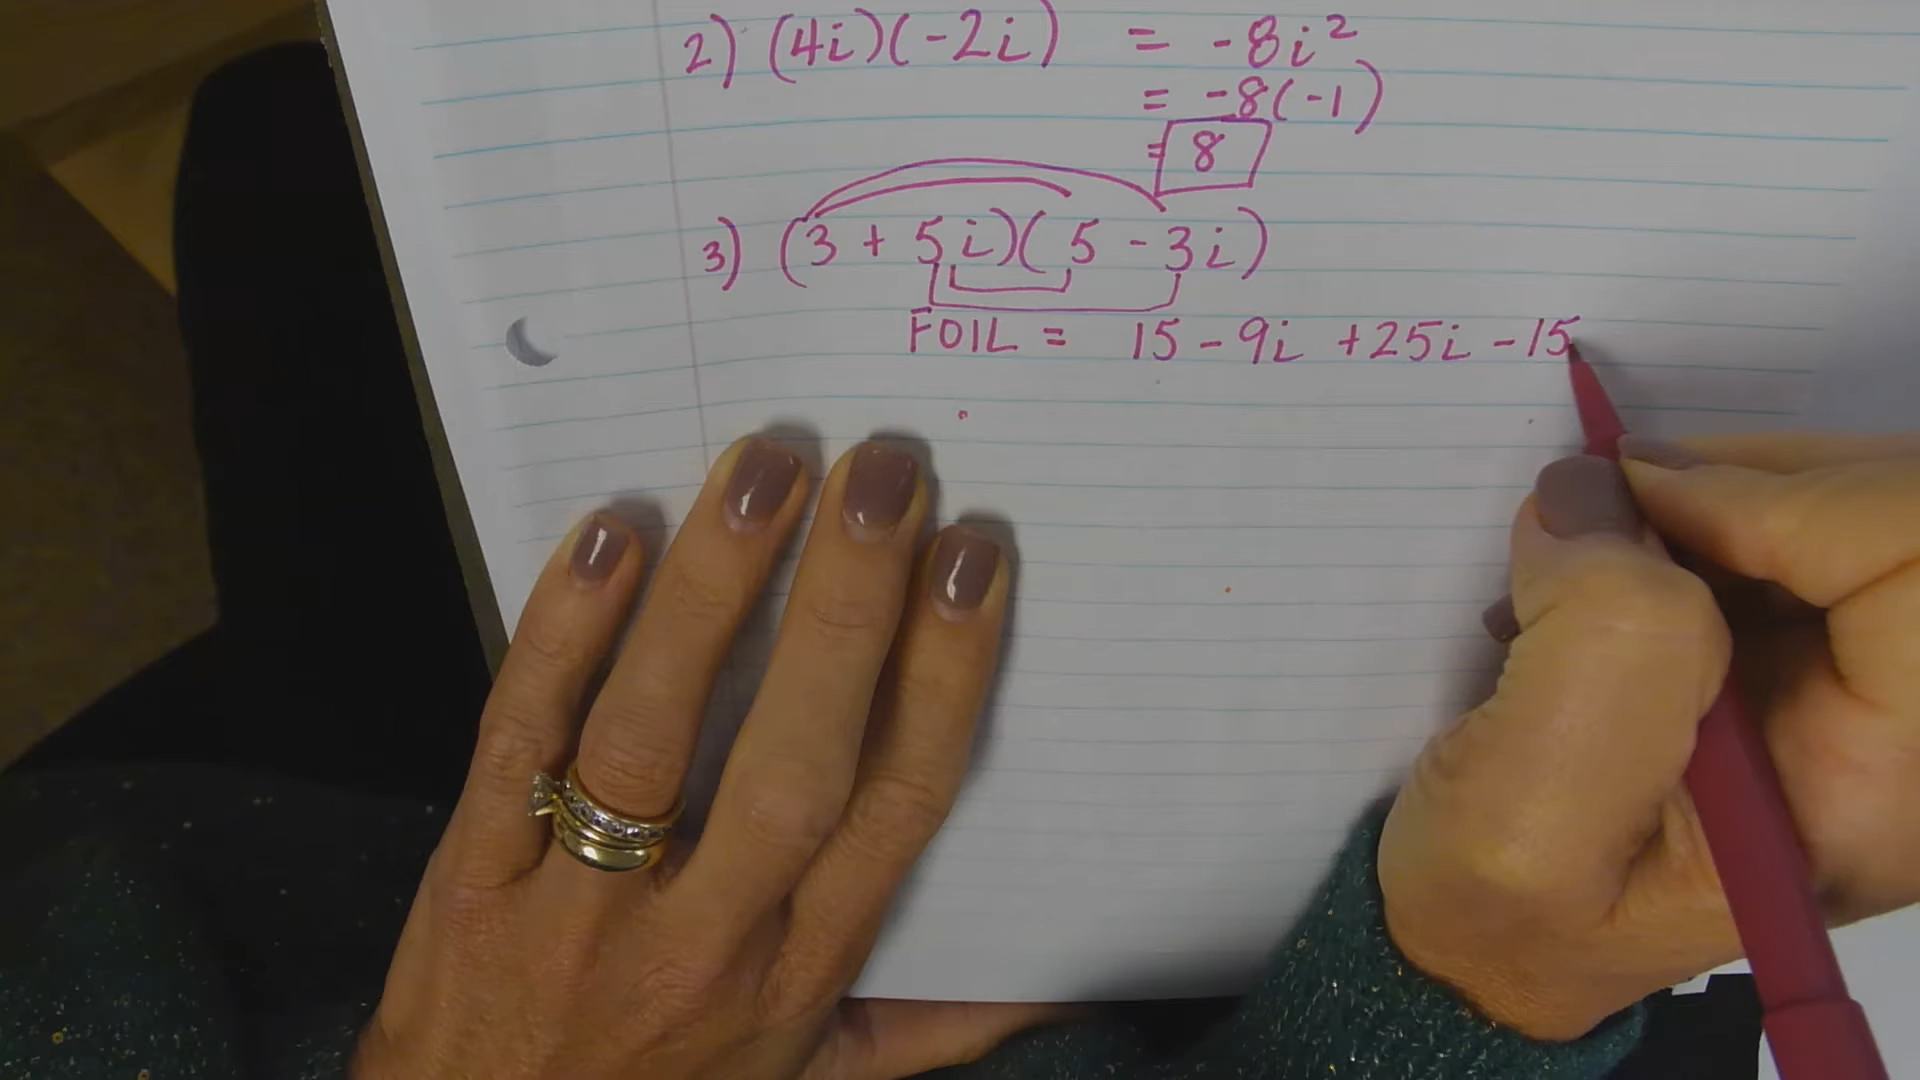 2) (4i)(-2i) = -8i²
= -8(-1)
= 8
3) (3 + 5i)(5 - 3i)
FOIL = 15 - 9i + 25i - 15